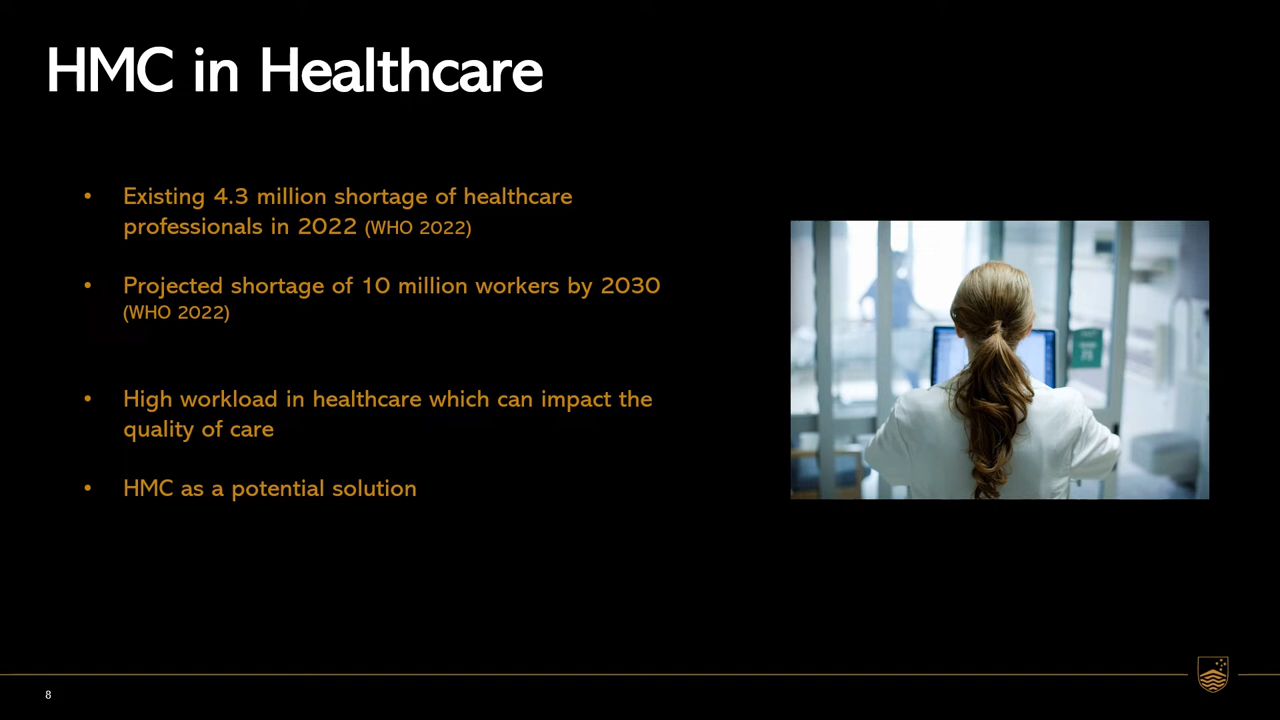 HMC in Healthcare
• Existing 4.3 million shortage of healthcare
professionals in 2022 (WHO 2022)
• Projected shortage of 10 million workers by 2030
(WHO 2022)
• High workload in healthcare which can impact the
quality of care
• HMC as a potential solution
8